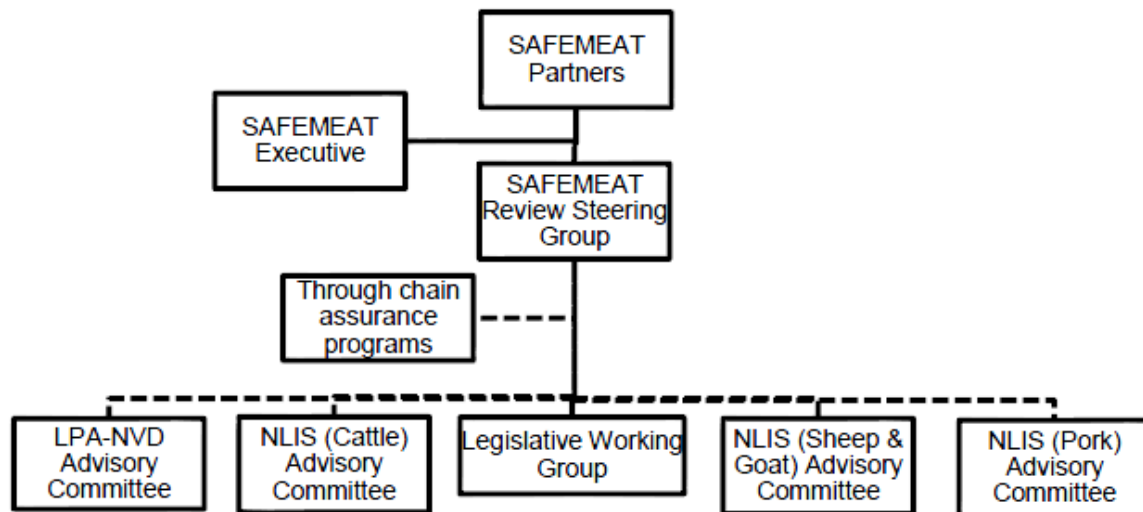 SAFEMEAT
Partners
SAFEMEAT
Executive
SAFEMEAT
Review Steering
Group
Through chain
assurance
programs
LPA-NVD
Advisory
Committee
NLIS (Cattle)
Advisory
Committee
Legislative Working
Group
NLIS (Sheep &
Goat) Advisory
Committee
NLIS (Pork)
Advisory
Committee